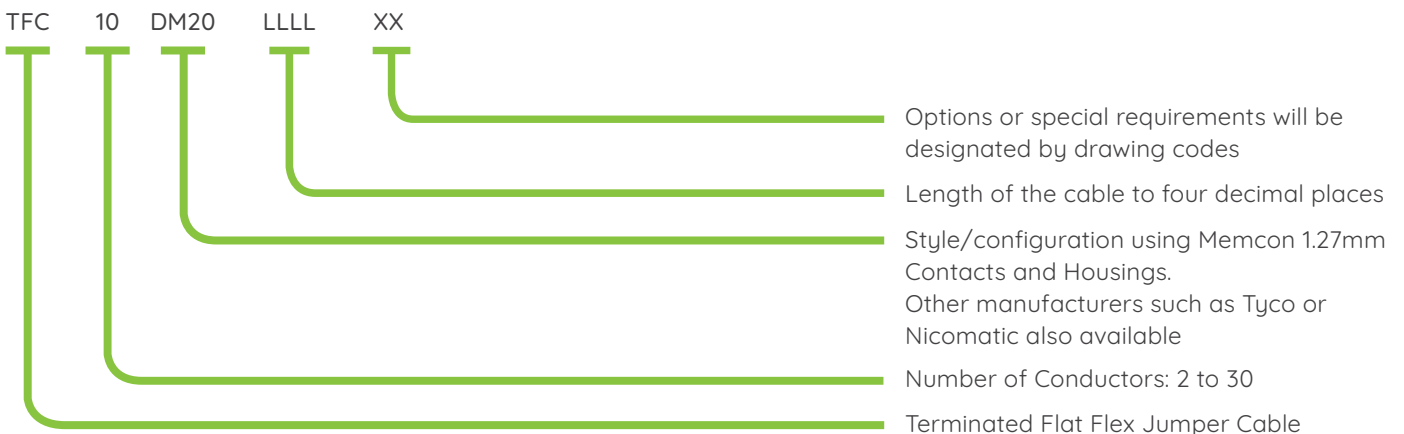 TFC 10 DM20 LLLL XX
Options or special requirements will be
designated by drawing codes
Length of the cable to four decimal places
Style/configuration using Memcon 1.27mm
Contacts and Housings.
Other manufacturers such as Tyco or
Nicomatic also available
Number of Conductors: 2 to 30
Terminated Flat Flex Jumper Cable